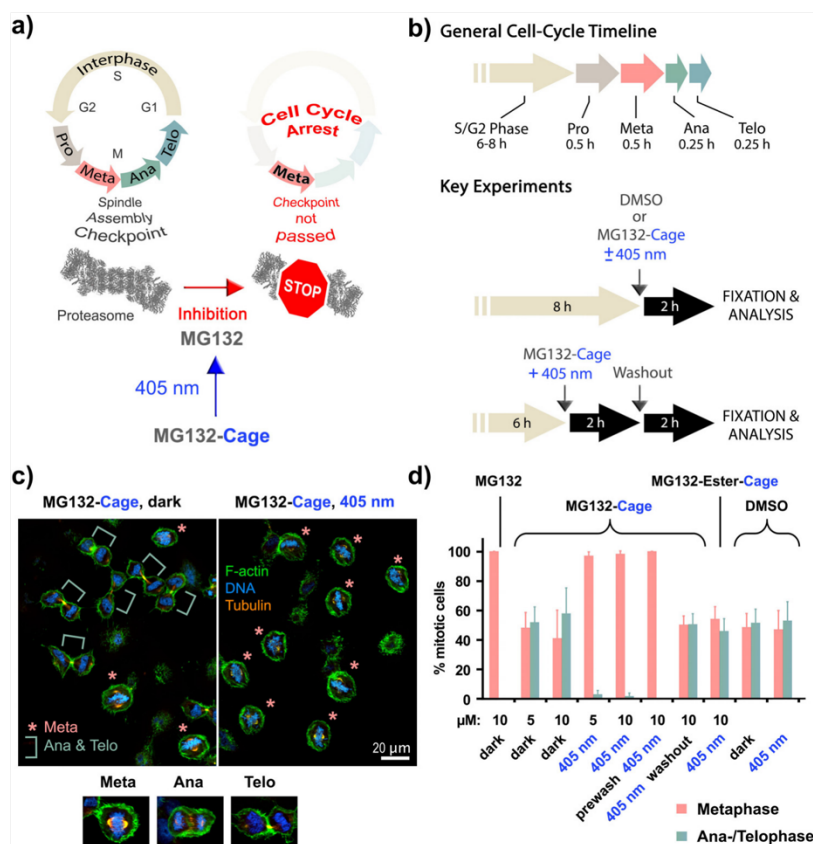 a)
Interphase
S
G2
G1
M
Pro
Meta
Ana
Telo
Spindle
Assembly
Checkpoint
Proteasome
Cell Cycle
Arrest
Meta
Checkpoint
not
passed
STOP
Inhibition
MG132
405 nm
MG132-Cage
b)
General Cell-Cycle Timeline
S/G2 Phase
6-8 h
Pro
0.5 h
Meta
0.5 h
Ana
0.25 h
Telo
0.25 h
Key Experiments
DMSO
or
MG132-Cage
± 405 nm
8 h
2 h
FIXATION &
ANALYSIS
MG132-Cage
+ 405 nm
Washout
6 h
2 h
2 h
FIXATION &
ANALYSIS
c)
MG132-Cage, dark
MG132-Cage, 405 nm
F-actin
DNA
Tubulin
* Meta
Ana & Telo
20 µm
Meta
Ana
Telo
d)
MG132
MG132-Cage
MG132-Ester-Cage
DMSO
% mitotic cells
100
80
60
40
20
0
µM: 10 5 10 5 10 10 10 10
dark
dark
dark
405 nm
405 nm
prewash 405 nm
405 nm washout
405 nm
dark
405 nm
Metaphase
Ana-/Telophase